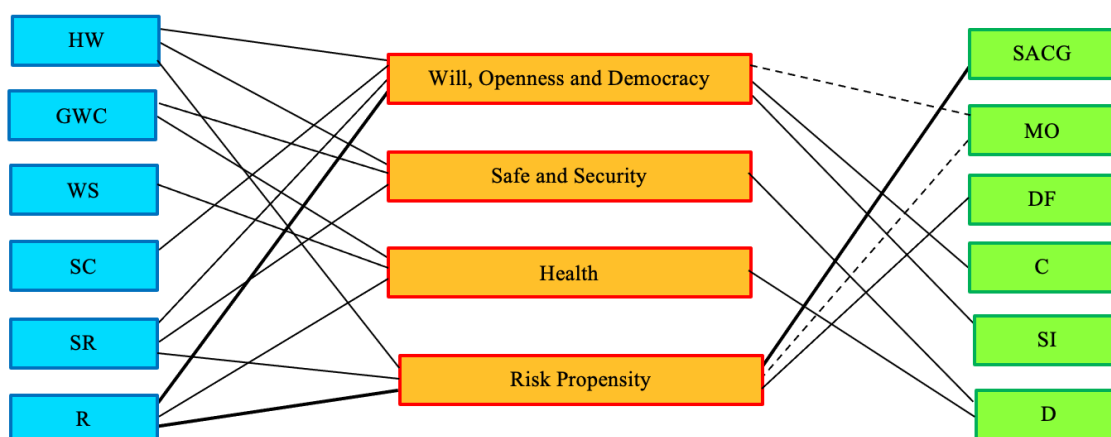 HW
GWC
WS
SC
SR
R
Will, Openness and Democracy
Safe and Security
Health
Risk Propensity
SACG
MO
DF
C
SI
D